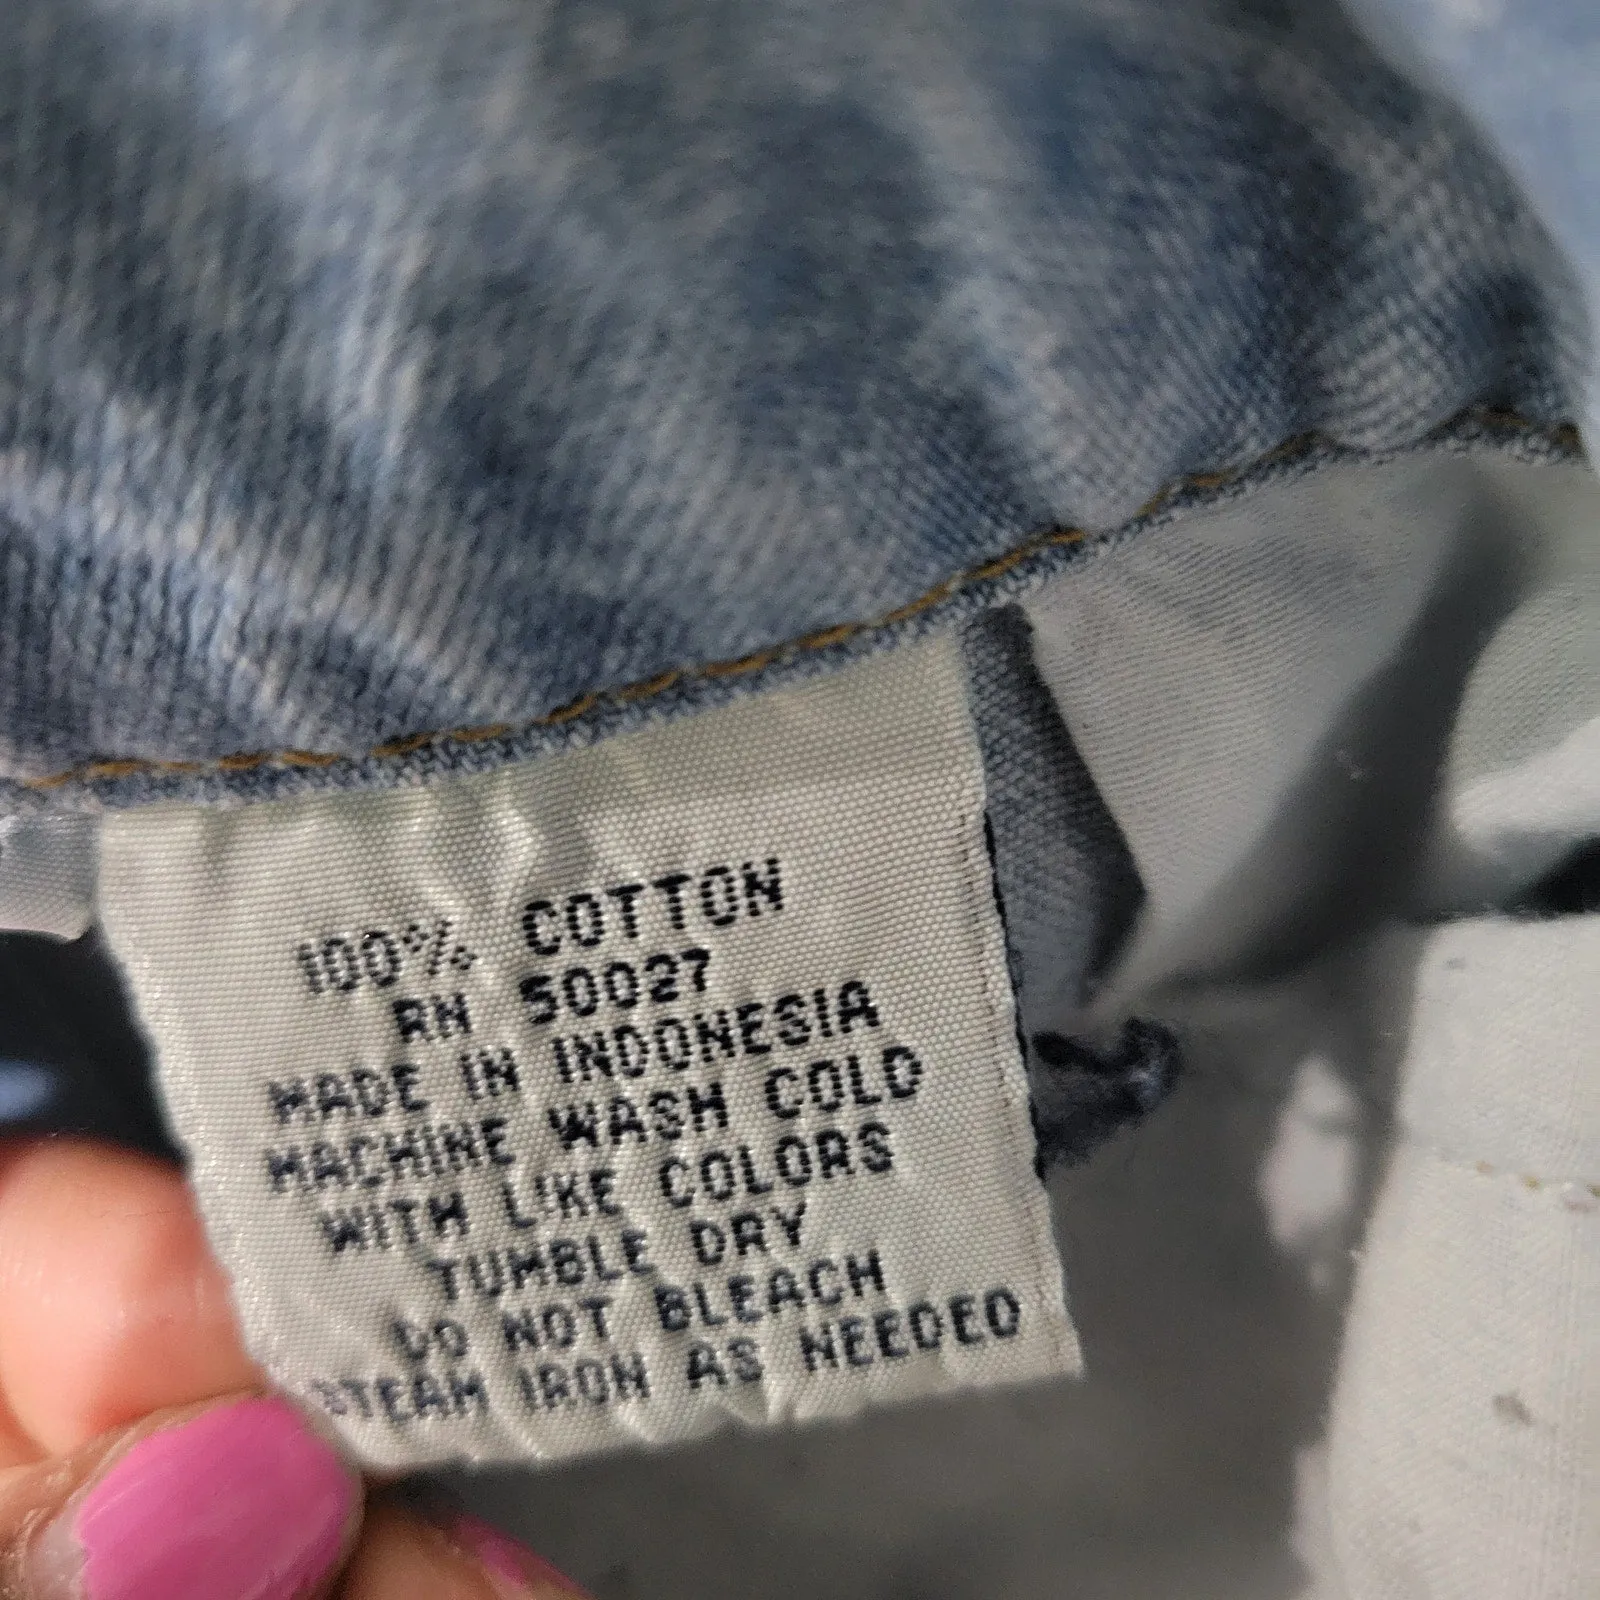 100% COTTON
RN 50027
MADE IN INDONESIA
MACHINE WASH COLD
WITH LIKE COLORS
TUMBLE DRY
DO NOT BLEACH
STEAM IRON AS NEEDED